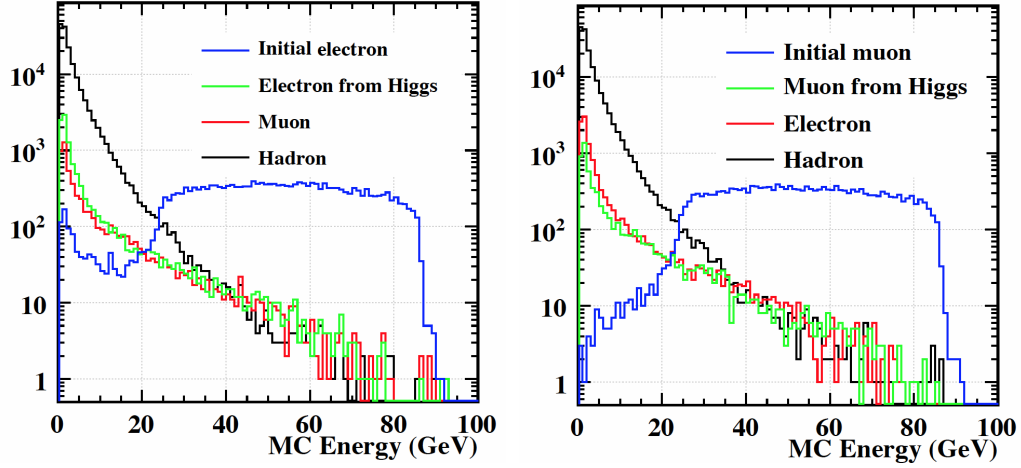 Initial electron
Electron from Higgs
Muon
Hadron
10⁴
10³
10²
10
1
0 20 40 60 80 100
MC Energy (GeV)
Initial muon
Muon from Higgs
Electron
Hadron
10⁴
10³
10²
10
1
0 20 40 60 80 100
MC Energy (GeV)